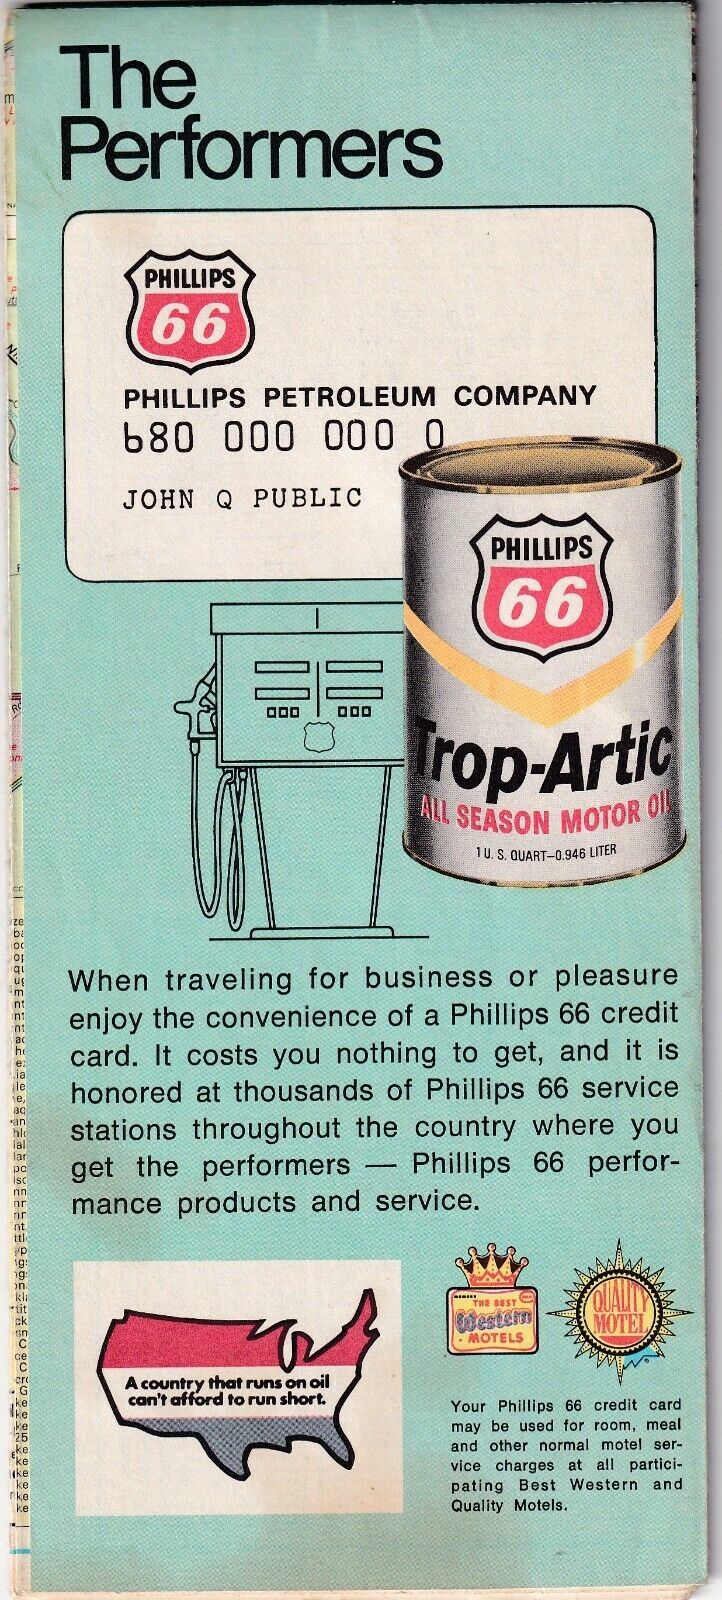 The
Performers
PHILLIPS
66
PHILLIPS PETROLEUM COMPANY
680 000 000 0
JOHN Q PUBLIC
PHILLIPS
66
Trop-Artic
ALL SEASON MOTOR OIL
1 U. S. QUART—0.946 LITER
When traveling for business or pleasure
enjoy the convenience of a Phillips 66 credit
card. It costs you nothing to get, and it is
honored at thousands of Phillips 66 service
stations throughout the country where you
get the performers — Phillips 66 perfor-
mance products and service.
A country that runs on oil
can't afford to run short.
THE BEST
Western
MOTELS
QUALITY
MOTEL
Your Phillips 66 credit card
may be used for room, meal
and other normal motel ser-
vice charges at all partici-
pating Best Western and
Quality Motels.